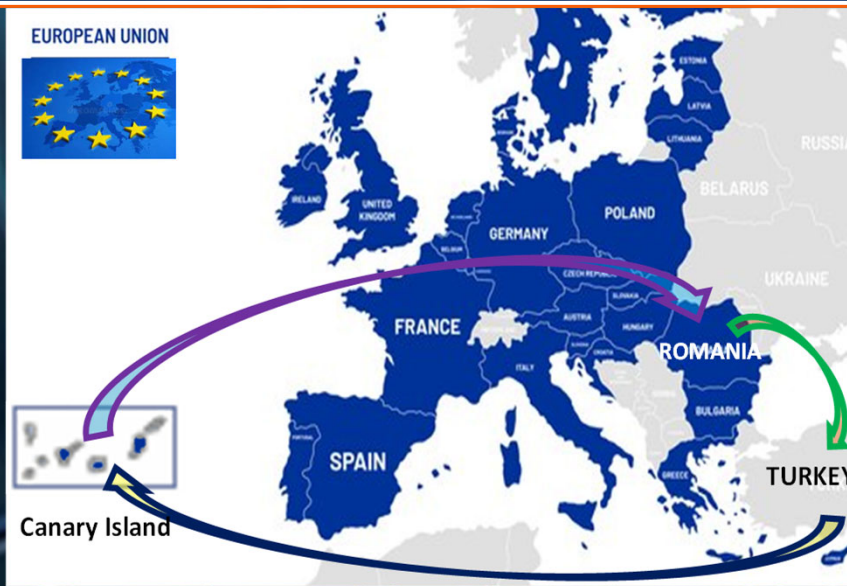 EUROPEAN UNION
ESTONIA
LATVIA
LITHUANIA
RUSSIA
BELARUS
IRELAND
UNITED
KINGDOM
POLAND
GERMANY
BELGIUM
UKRAINE
CZECH REPUBLIC
SLOVAKIA
FRANCE
AUSTRIA
HUNGARY
ROMANIA
CROATIA
ITALY
BULGARIA
PORTUGAL
SPAIN
GREECE
TURKEY
Canary Island